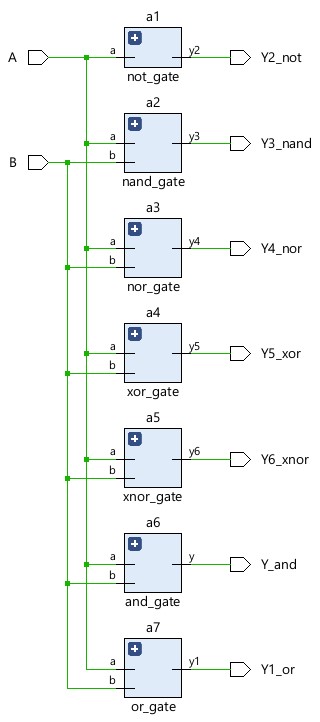 a1
A a y2 Y2_not
not_gate
a2
a y3 Y3_nand
B b
nand_gate
a3
a y4 Y4_nor
b
nor_gate
a4
a y5 Y5_xor
b
xor_gate
a5
a y6 Y6_xnor
b
xnor_gate
a6
a y Y_and
b
and_gate
a7
a y1 Y1_or
b
or_gate